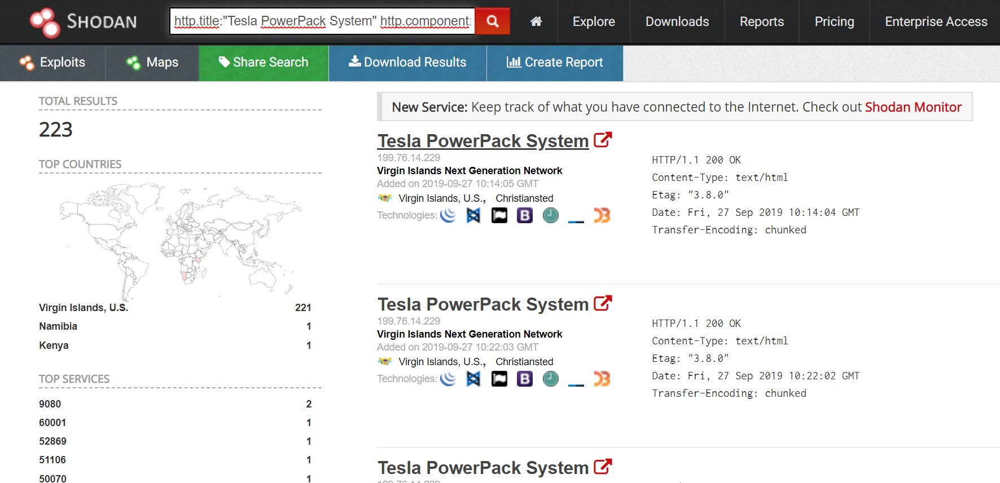 SHODAN
http.title:"Tesla PowerPack System" http.component:
Explore
Downloads
Reports
Pricing
Enterprise Access
Exploits
Maps
Share Search
Download Results
Create Report
TOTAL RESULTS
223
TOP COUNTRIES
Virgin Islands, U.S. 221
Namibia 1
Kenya 1
TOP SERVICES
9080 2
60001 1
52869 1
51106 1
50070 1
New Service: Keep track of what you have connected to the Internet. Check out Shodan Monitor
Tesla PowerPack System
199.76.14.229
Virgin Islands Next Generation Network
Added on 2019-09-27 10:14:05 GMT
Virgin Islands, U.S., Christiansted
Technologies:
HTTP/1.1 200 OK
Content-Type: text/html
Etag: "3.8.0"
Date: Fri, 27 Sep 2019 10:14:04 GMT
Transfer-Encoding: chunked
Tesla PowerPack System
199.76.14.229
Virgin Islands Next Generation Network
Added on 2019-09-27 10:22:03 GMT
Virgin Islands, U.S., Christiansted
Technologies:
HTTP/1.1 200 OK
Content-Type: text/html
Etag: "3.8.0"
Date: Fri, 27 Sep 2019 10:22:02 GMT
Transfer-Encoding: chunked
Tesla PowerPack System